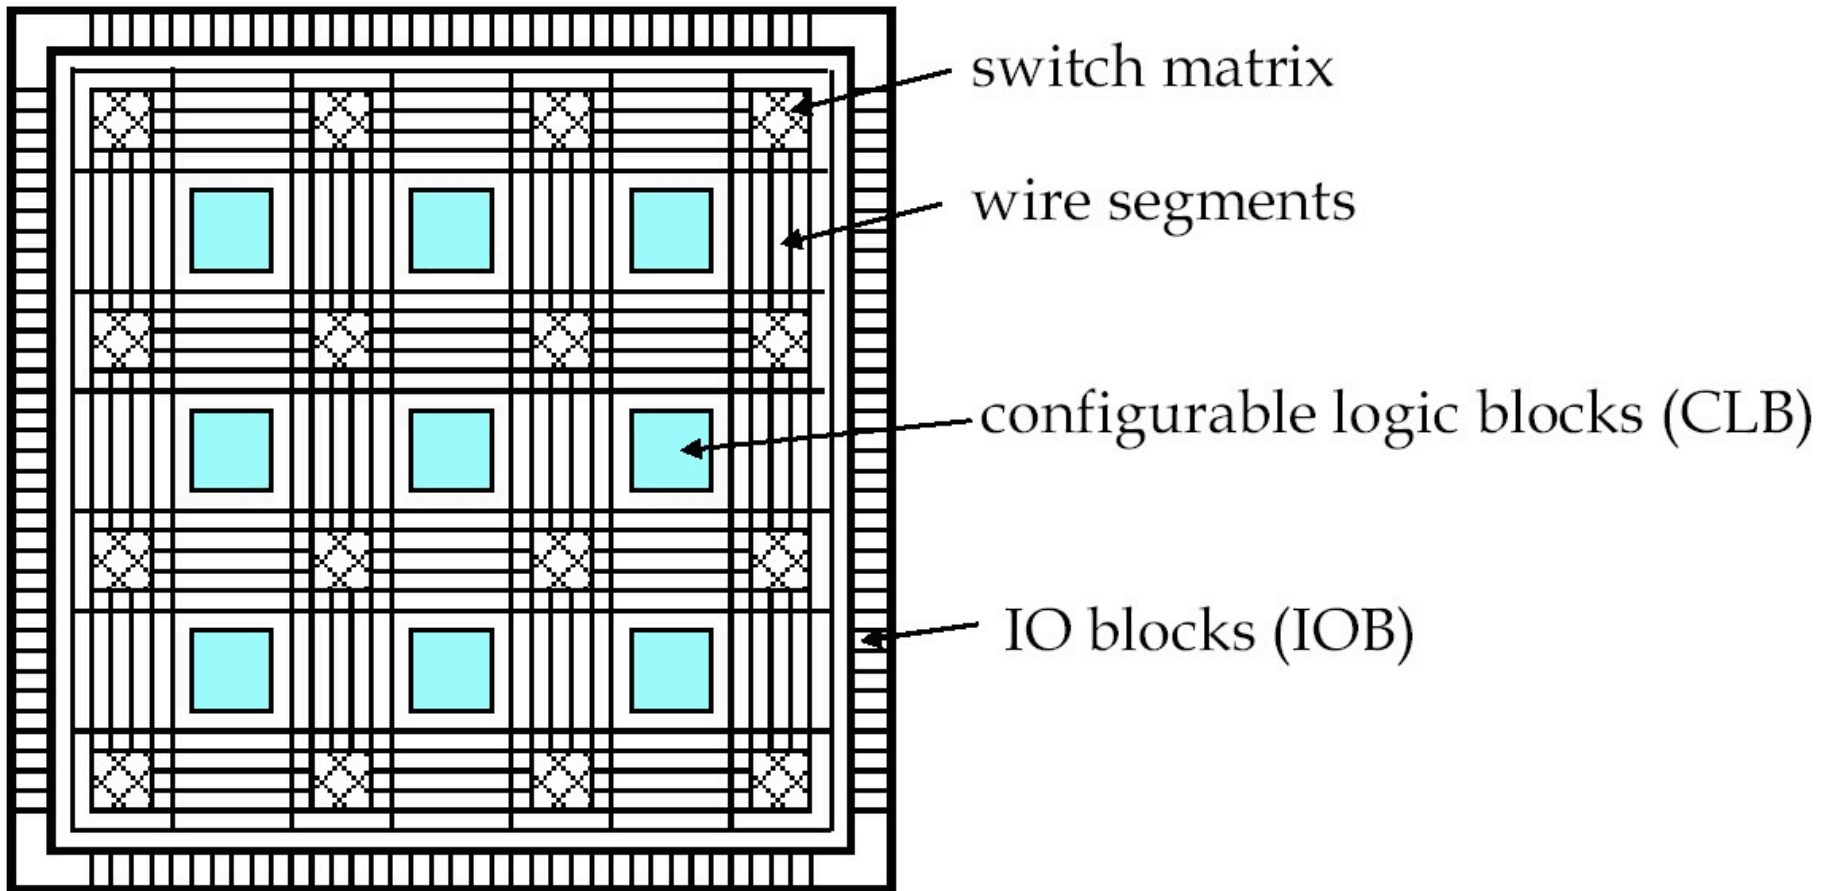 switch matrix
wire segments
configurable logic blocks (CLB)
IO blocks (IOB)